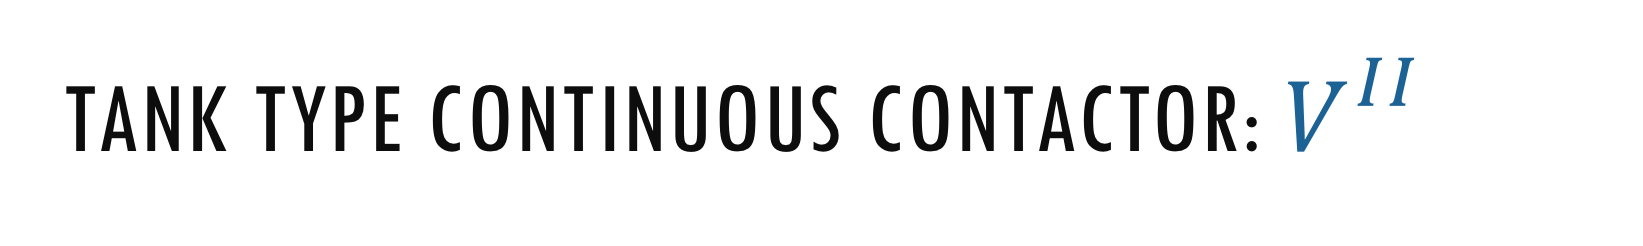 TANK TYPE CONTINUOUS CONTACTOR: V^{II}